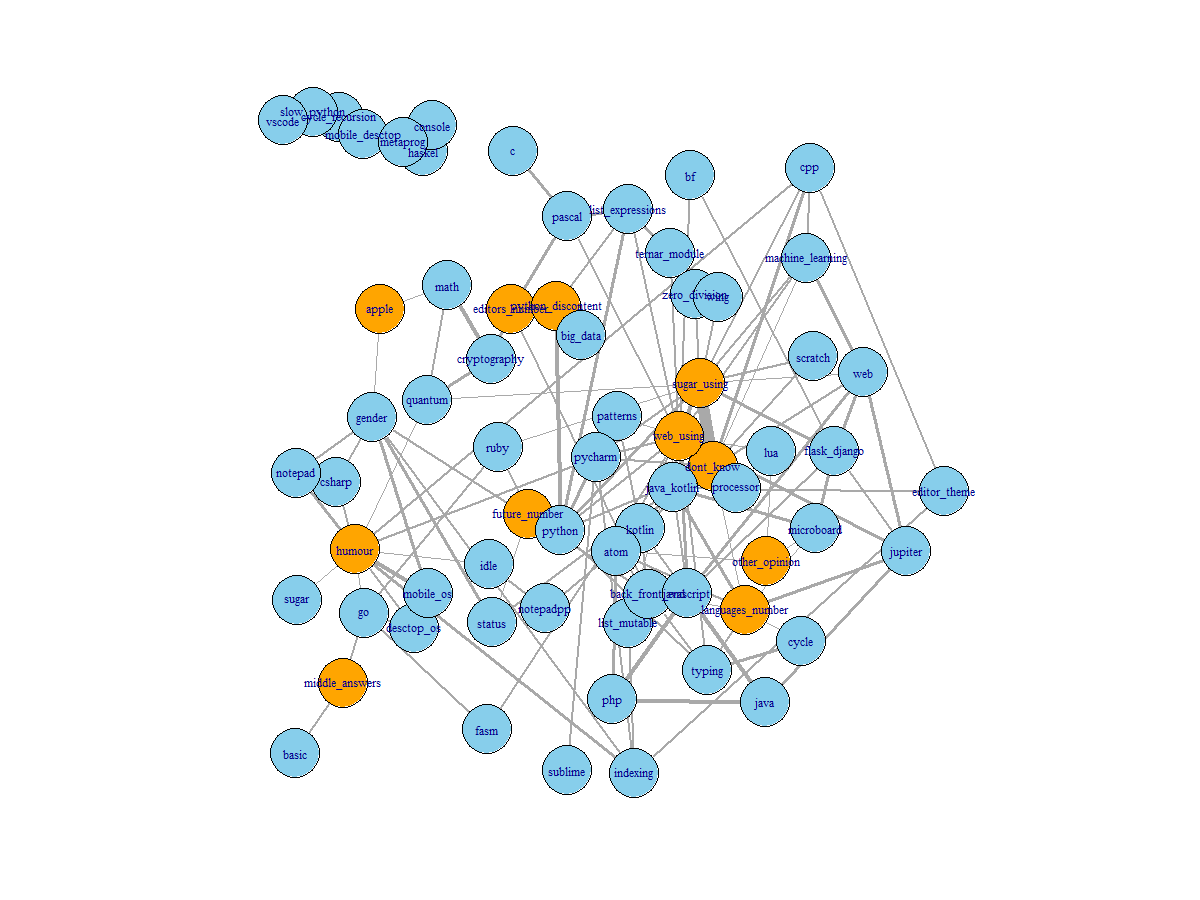 slow_python
vscode
cycle_recursion
mobile_desctop
console
metaprog
haskel
c
bf
cpp
pascal
list_expressions
ternar_module
machine_learning
math
apple
editors_number
python_discontent
zero_division
wing
big_data
cryptography
scratch
web
sugar_using
quantum
gender
patterns
web_using
ruby
pycharm
lua
flask_django
dont_know
notepad
csharp
java_kotlin
processor
editor_theme
future_number
python
kotlin
microboard
humour
atom
jupiter
idle
other_opinion
sugar
mobile_os
back_front_end
javascript
go
notepadpp
languages_number
desctop_os
status
list_mutable
cycle
typing
middle_answers
php
java
fasm
basic
sublime
indexing